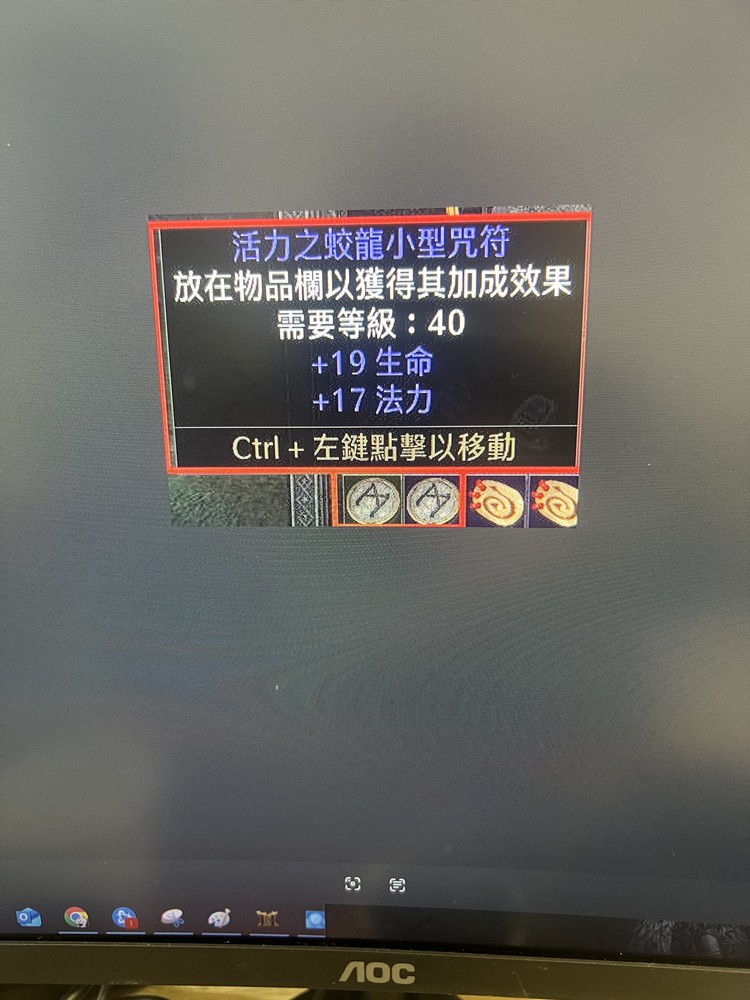 活力之蛟龍小型咒符
放在物品欄以獲得其加成效果
需要等級：40
+19 生命
+17 法力
Ctrl + 左鍵點擊以移動
AOC